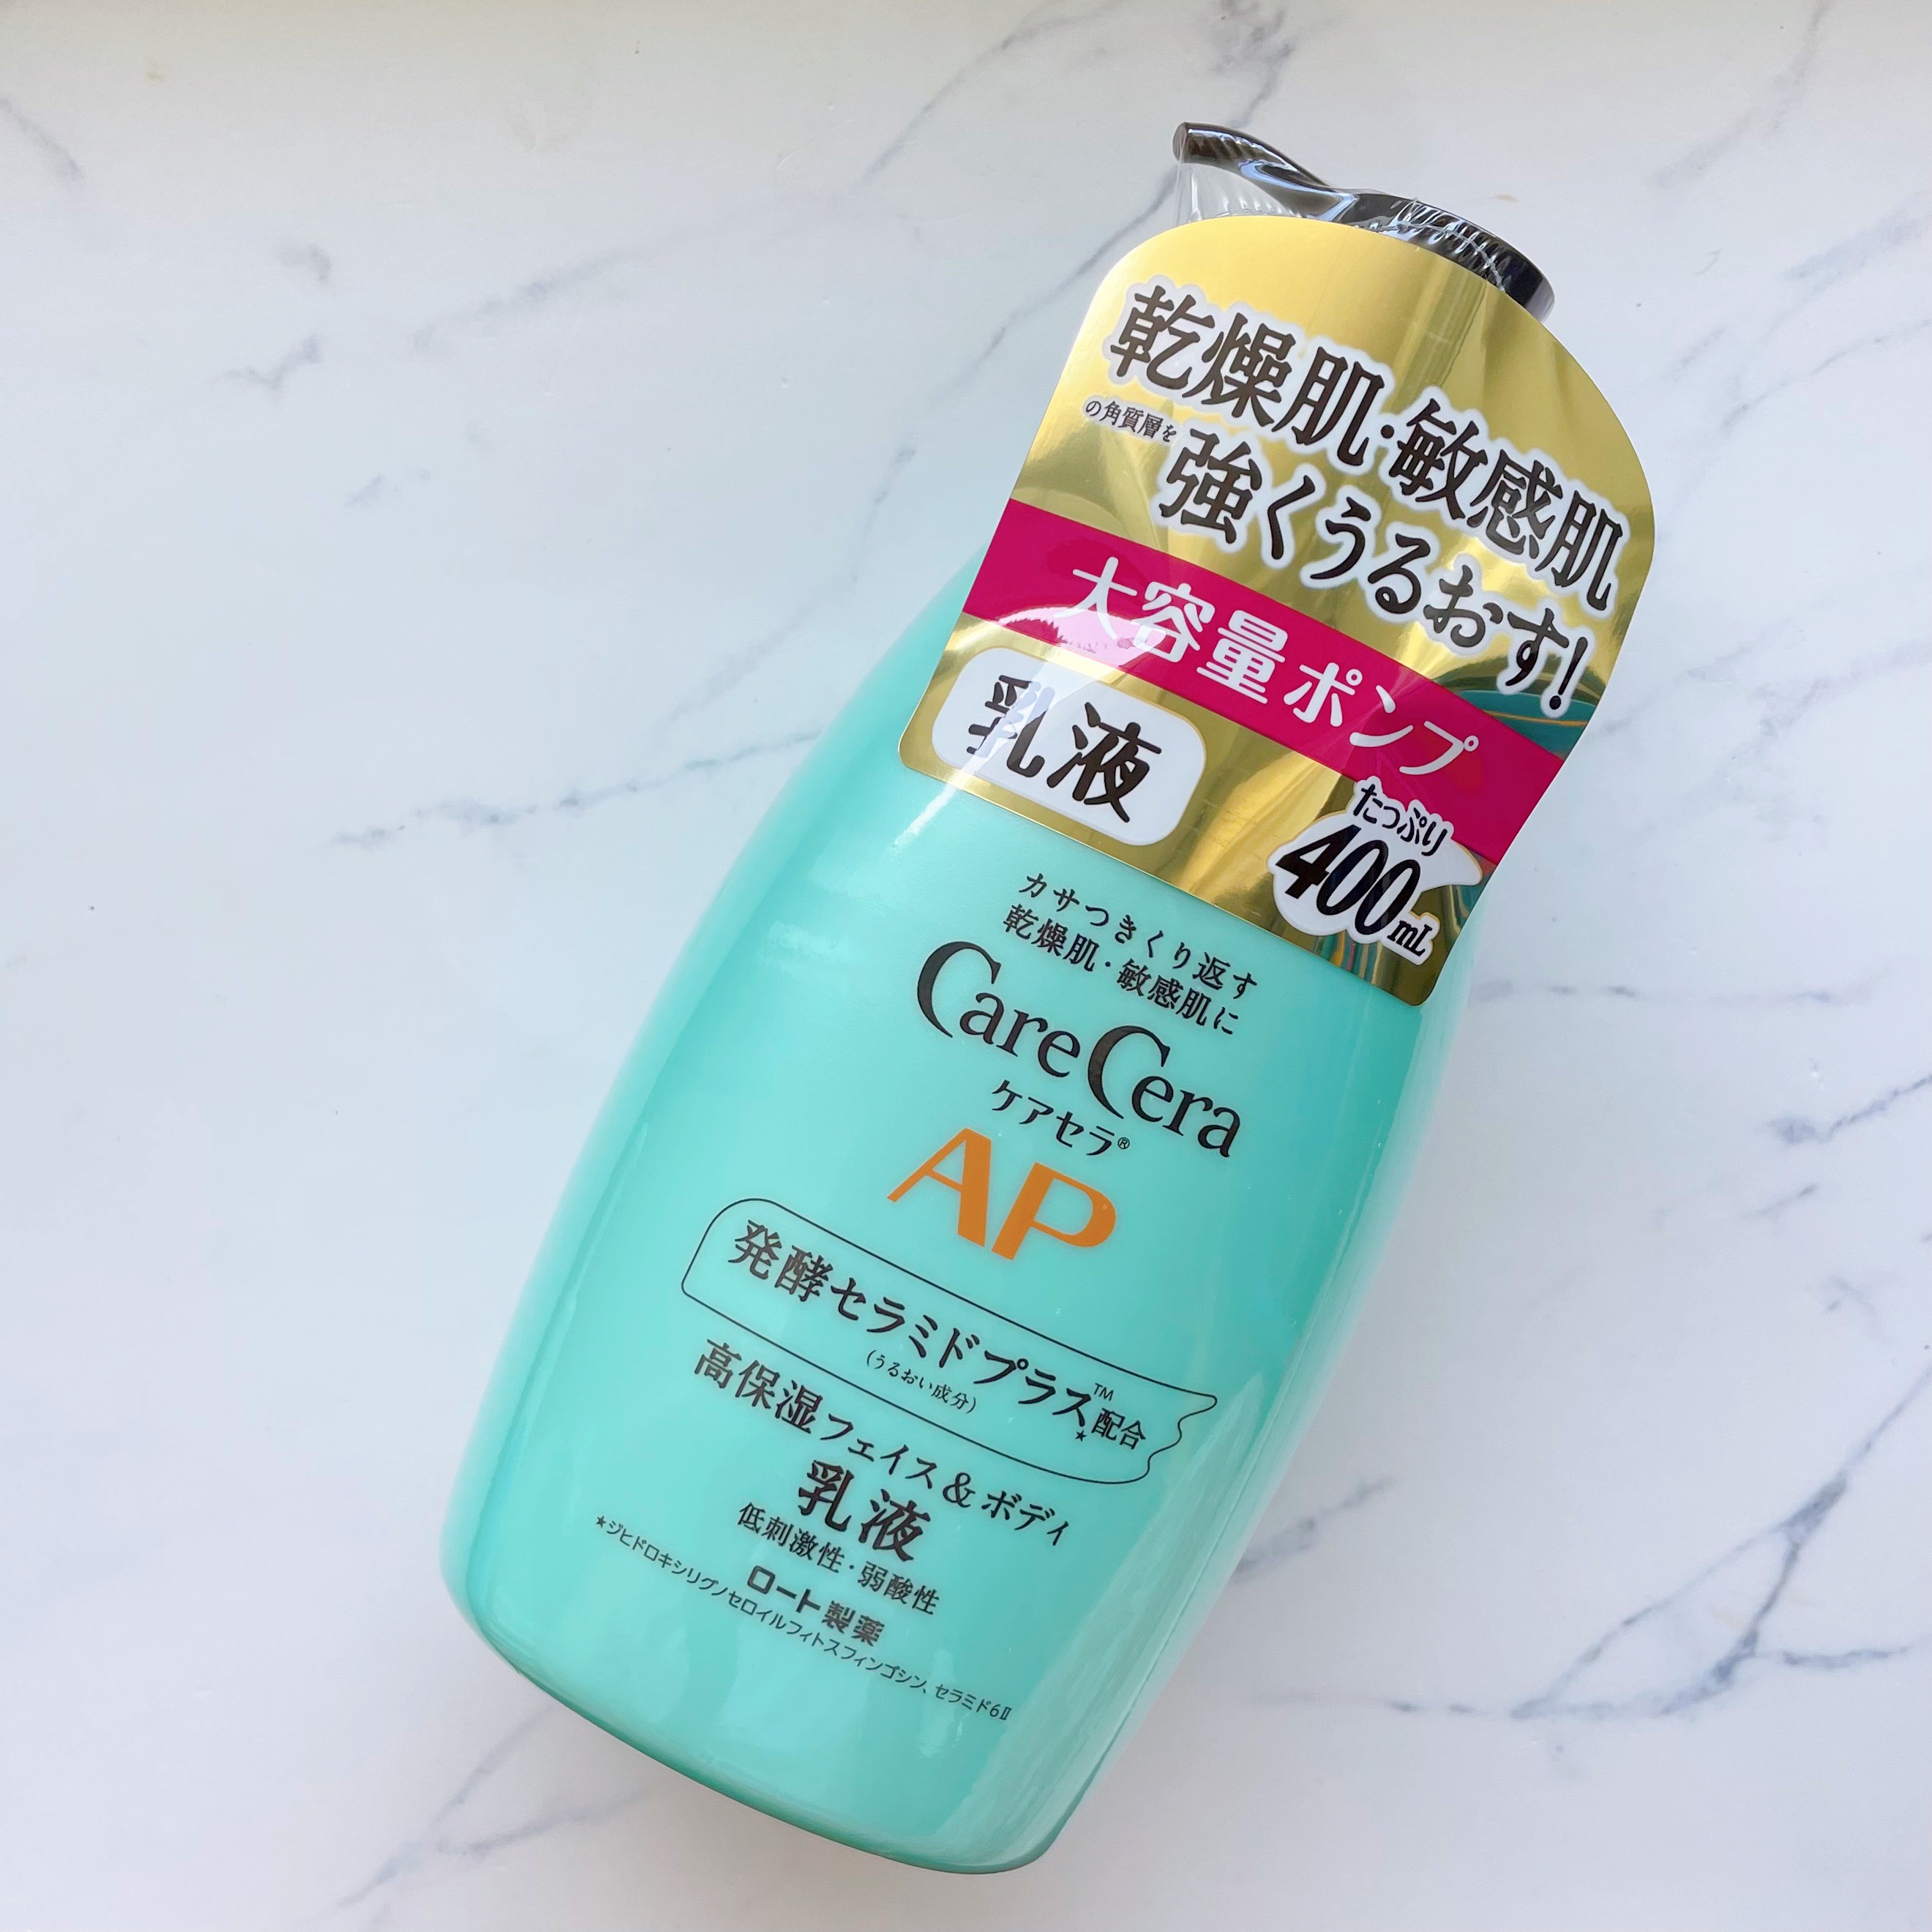 乾燥肌・敏感肌
の角質層を強くうるおす!
大容量ポンプ
乳液
たっぷり
400mL
カサつきくり返す
乾燥肌・敏感肌に
CareCera
ケアセラ®
AP
発酵セラミドプラス™★配合
(うるおい成分)
高保湿フェイス&ボディ
乳液
低刺激性・弱酸性
ロート製薬
★ジヒドロキシリグノセロイルフィトスフィンゴシン、セラミド6Ⅱ